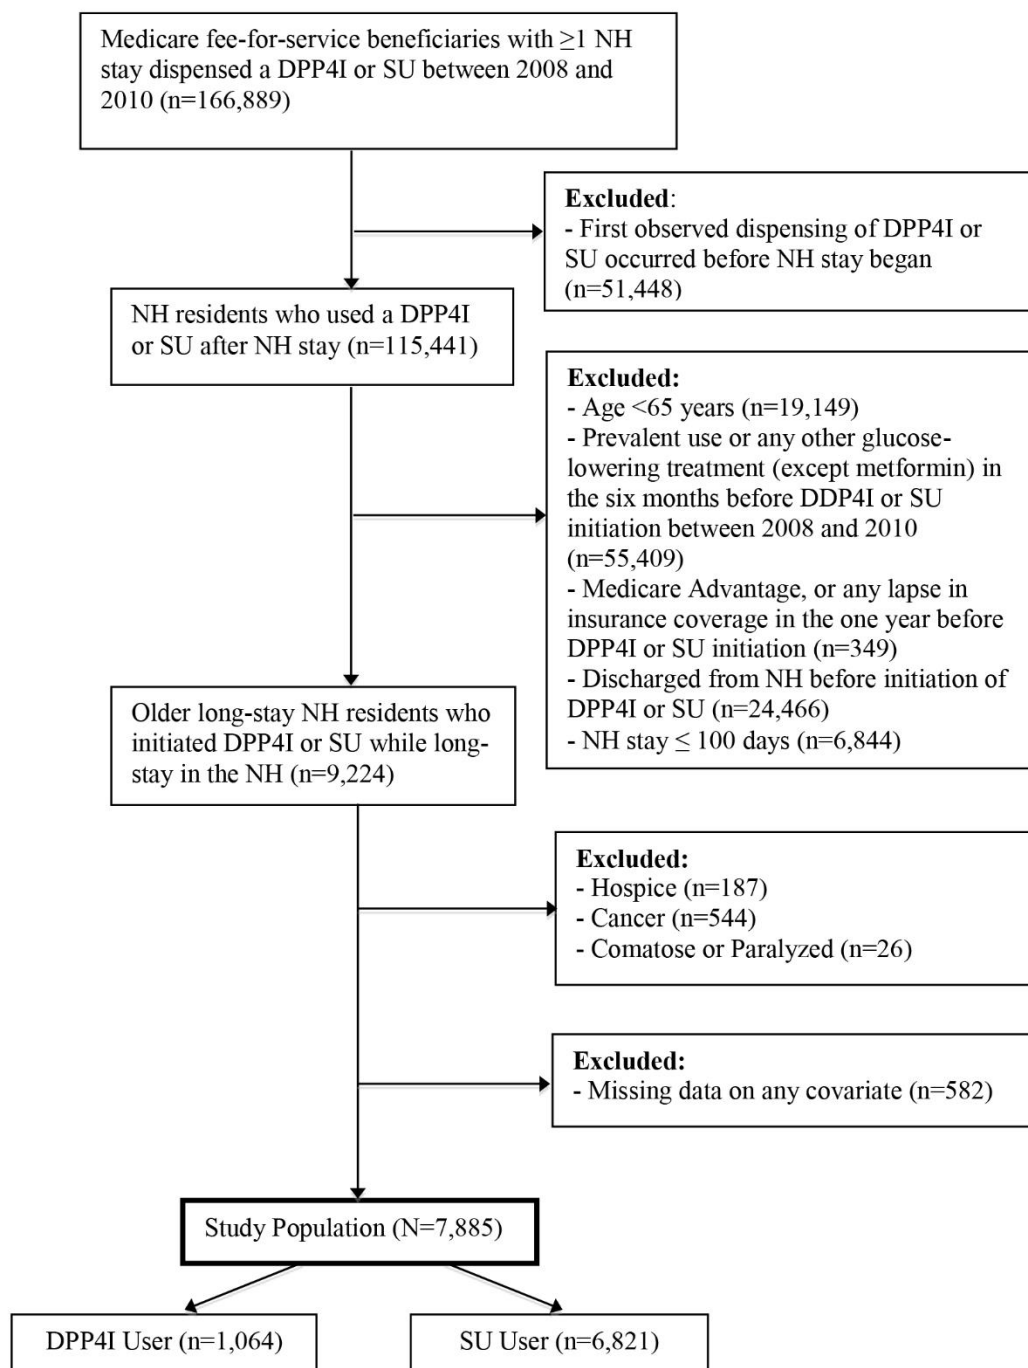 Medicare fee-for-service beneficiaries with ≥1 NH
stay dispensed a DPP4I or SU between 2008 and
2010 (n=166,889)
Excluded:
- First observed dispensing of DPP4I or
SU occurred before NH stay began
(n=51,448)
NH residents who used a DPP4I
or SU after NH stay (n=115,441)
Excluded:
- Age <65 years (n=19,149)
- Prevalent use or any other glucose-
lowering treatment (except metformin) in
the six months before DDP4I or SU
initiation between 2008 and 2010
(n=55,409)
- Medicare Advantage, or any lapse in
insurance coverage in the one year before
DPP4I or SU initiation (n=349)
- Discharged from NH before initiation of
DPP4I or SU (n=24,466)
- NH stay ≤ 100 days (n=6,844)
Older long-stay NH residents who
initiated DPP4I or SU while long-
stay in the NH (n=9,224)
Excluded:
- Hospice (n=187)
- Cancer (n=544)
- Comatose or Paralyzed (n=26)
Excluded:
- Missing data on any covariate (n=582)
Study Population (N=7,885)
DPP4I User (n=1,064)
SU User (n=6,821)